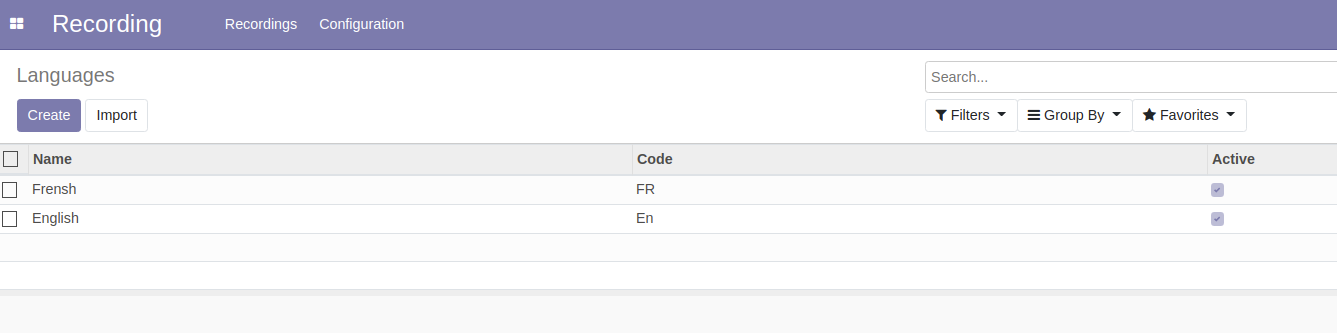 Recording Recordings Configuration
Languages
Search...
Create Import Filters Group By Favorites
Name Code Active
Frensh FR
English En